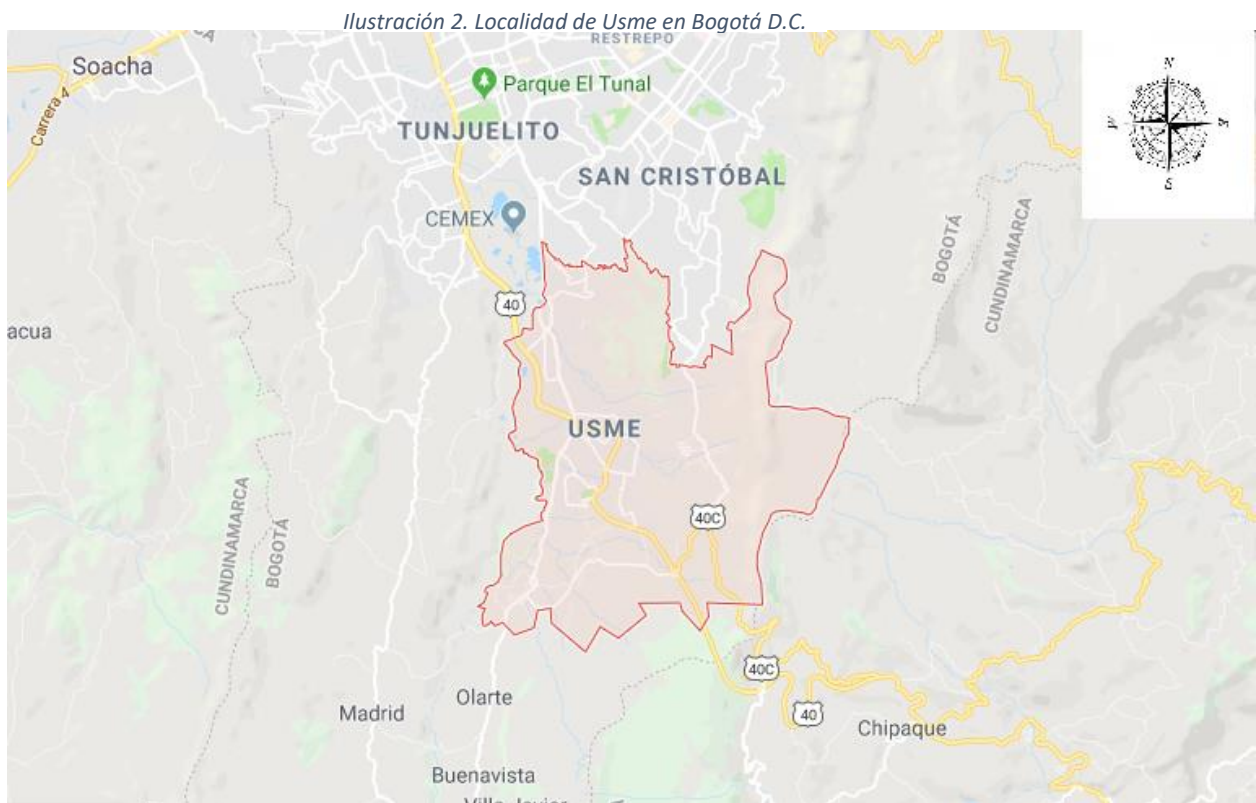 Ilustración 2. Localidad de Usme en Bogotá D.C.
RESTREPO
Soacha
Parque El Tunal
Carrera 4
TUNJUELITO
SAN CRISTÓBAL
CEMEX
BOGOTÁ
CUNDINAMARCA
40
acua
USME
40C
CUNDINAMARCA
BOGOTÁ
40C
Olarte
Madrid
40
Chipaque
Buenavista
N
E
S